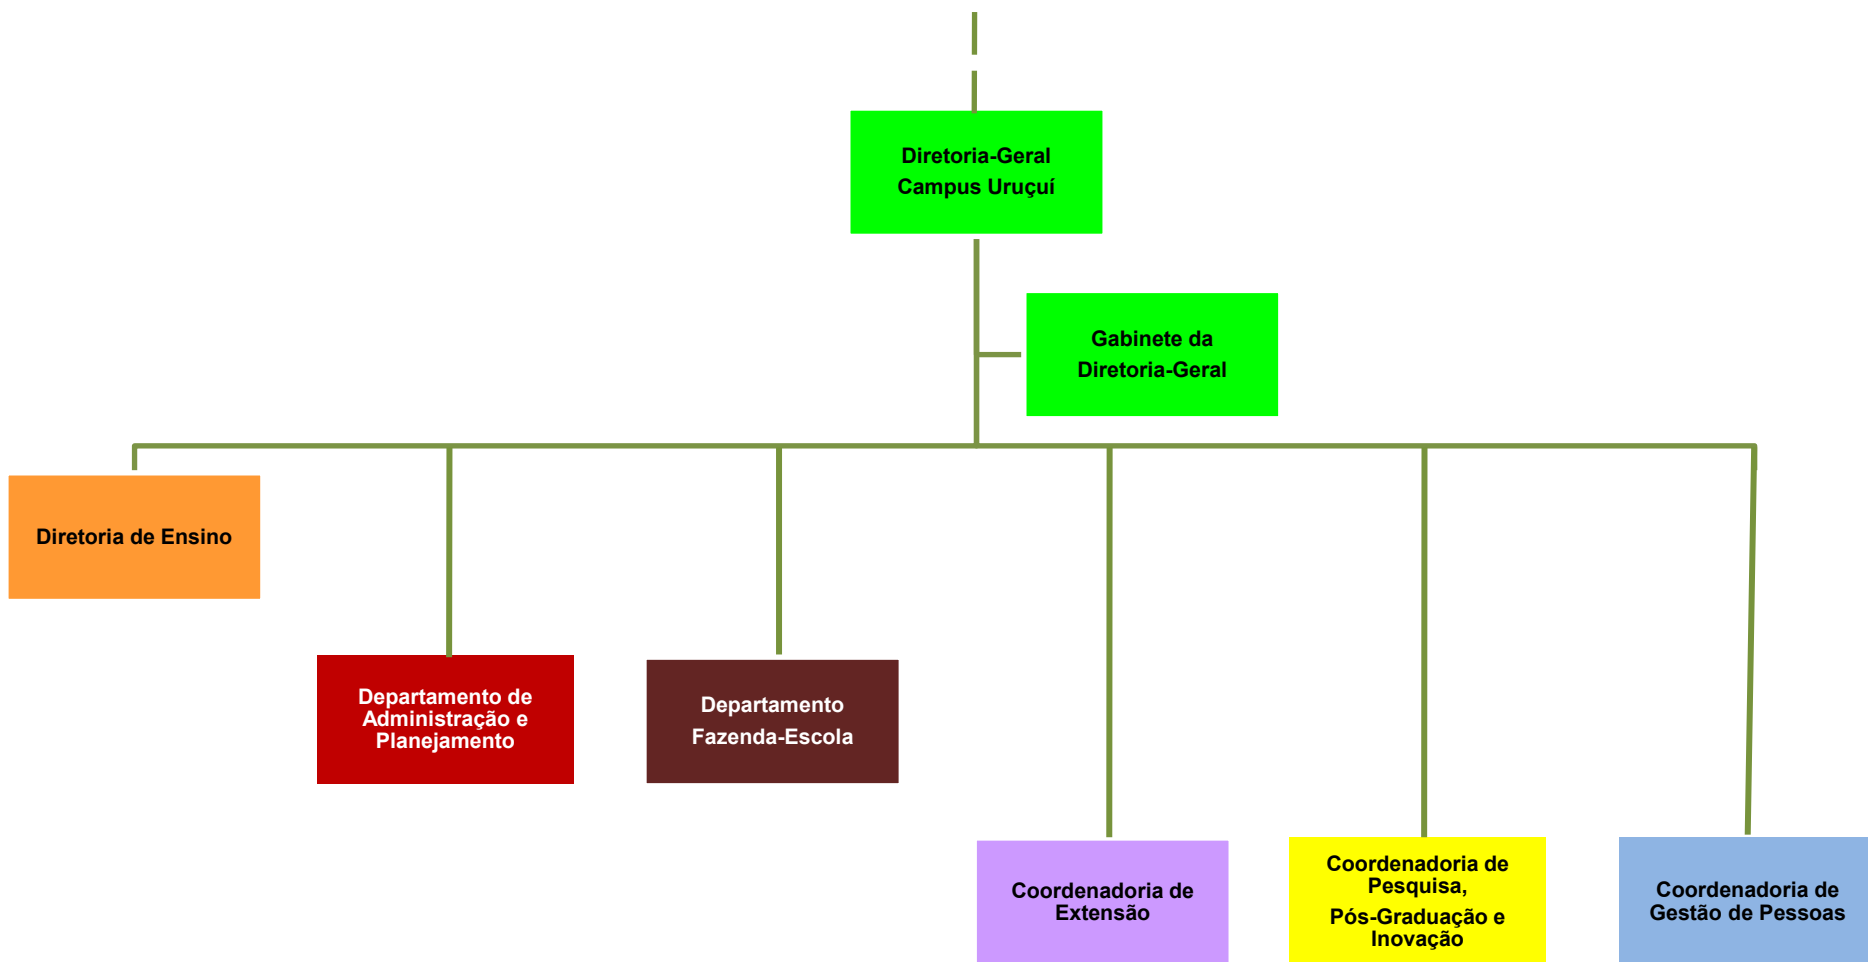 Diretoria-Geral
Campus Uruçuí
Gabinete da
Diretoria-Geral
Diretoria de Ensino
Departamento de
Administração e
Planejamento
Departamento
Fazenda-Escola
Coordenadoria de
Extensão
Coordenadoria de
Pesquisa,
Pós-Graduação e
Inovação
Coordenadoria de
Gestão de Pessoas